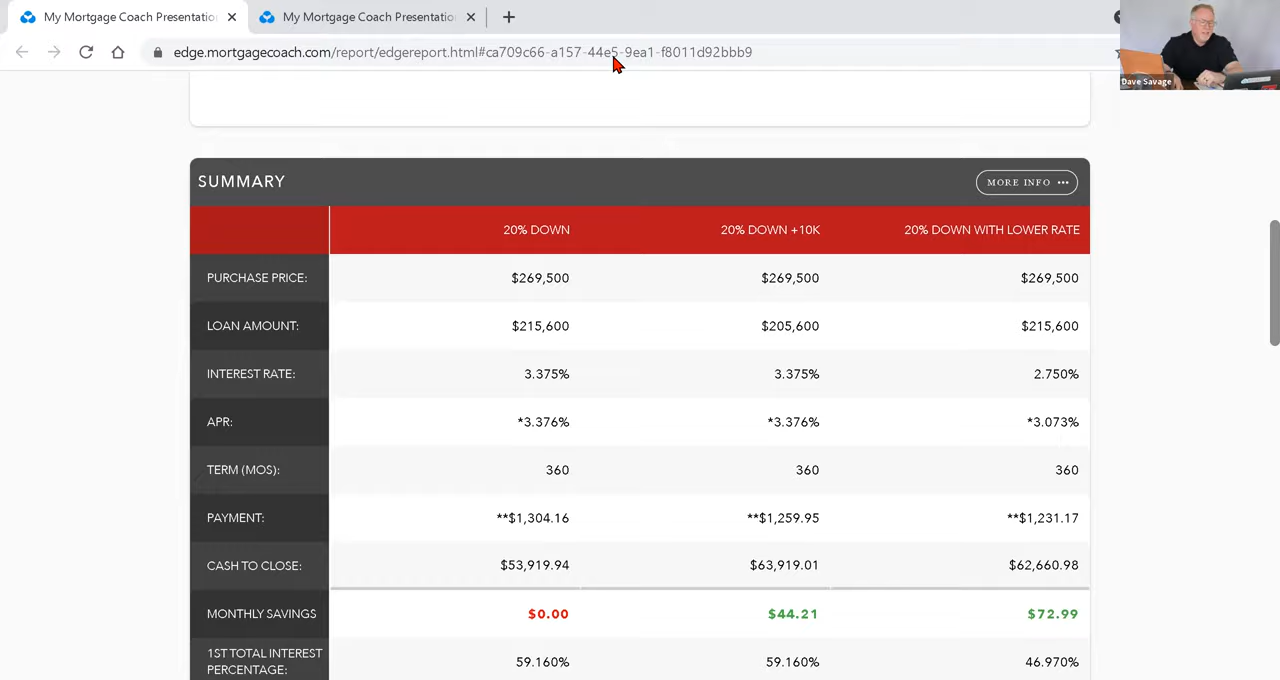 My Mortgage Coach Presentation
My Mortgage Coach Presentatio
edge.mortgagecoach.com/report/edgereport.html#ca709c66-a157-44e5-9ea1-f8011d92bbb9
Dave Savage
SUMMARY
MORE INFO •••
20% DOWN 20% DOWN +10K 20% DOWN WITH LOWER RATE
PURCHASE PRICE: $269,500 $269,500 $269,500
LOAN AMOUNT: $215,600 $205,600 $215,600
INTEREST RATE: 3.375% 3.375% 2.750%
APR: *3.376% *3.376% *3.073%
TERM (MOS): 360 360 360
PAYMENT: **$1,304.16 **$1,259.95 **$1,231.17
CASH TO CLOSE: $53,919.94 $63,919.01 $62,660.98
MONTHLY SAVINGS $0.00 $44.21 $72.99
1ST TOTAL INTEREST
PERCENTAGE: 59.160% 59.160% 46.970%